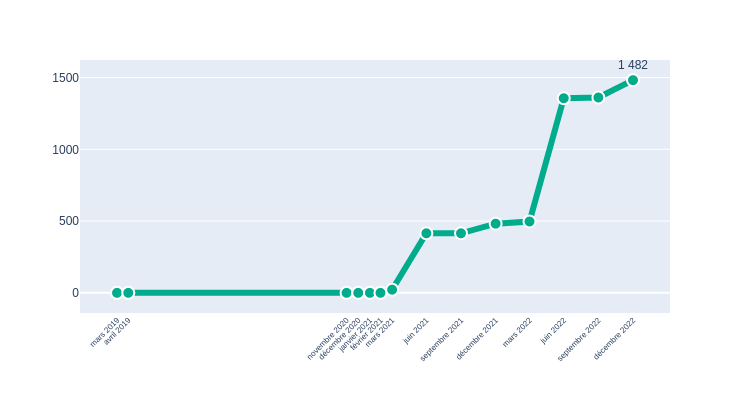 1 482
1500
1000
500
0
mars 2019
avril 2019
novembre 2020
décembre 2020
janvier 2021
février 2021
mars 2021
juin 2021
septembre 2021
décembre 2021
mars 2022
juin 2022
septembre 2022
décembre 2022